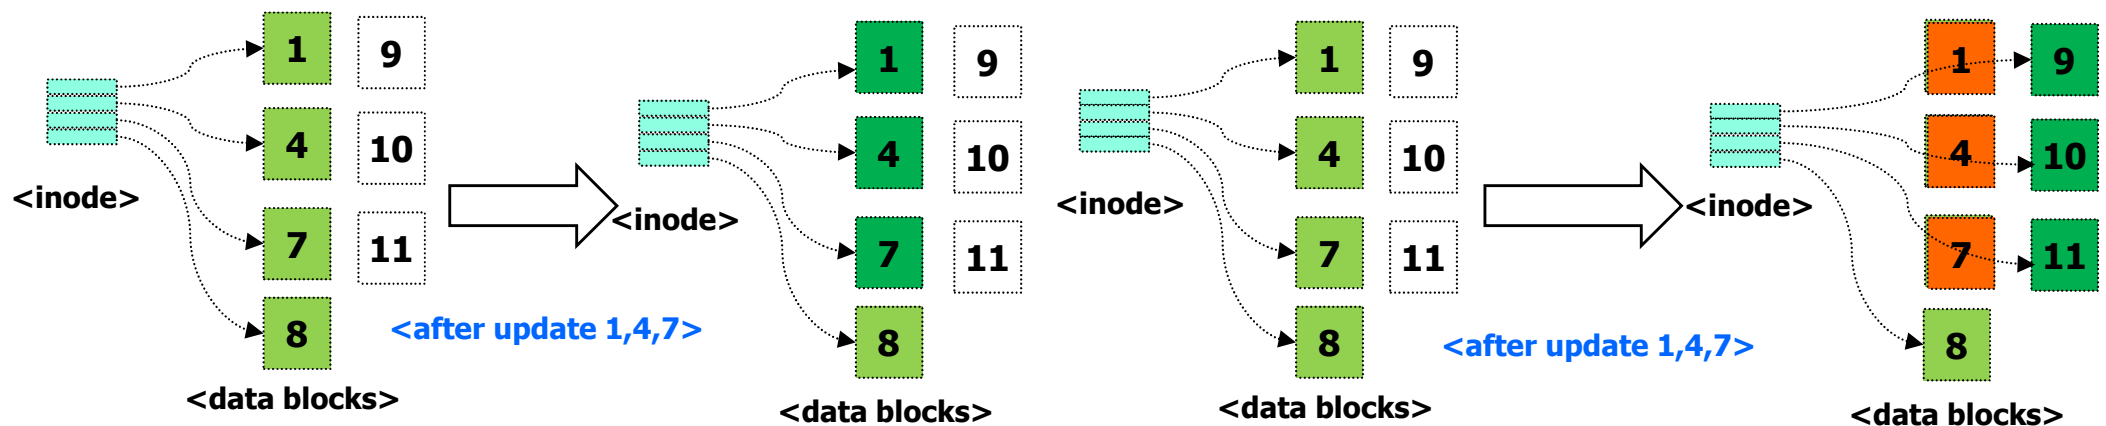 1 9
4 10
<inode>
7 11
8
<data blocks>
<after update 1,4,7>
1 9
4 10
<inode>
7 11
8
<data blocks>
1 9
4 10
<inode>
7 11
8
<data blocks>
<after update 1,4,7>
1 9
4 10
<inode>
7 11
8
<data blocks>